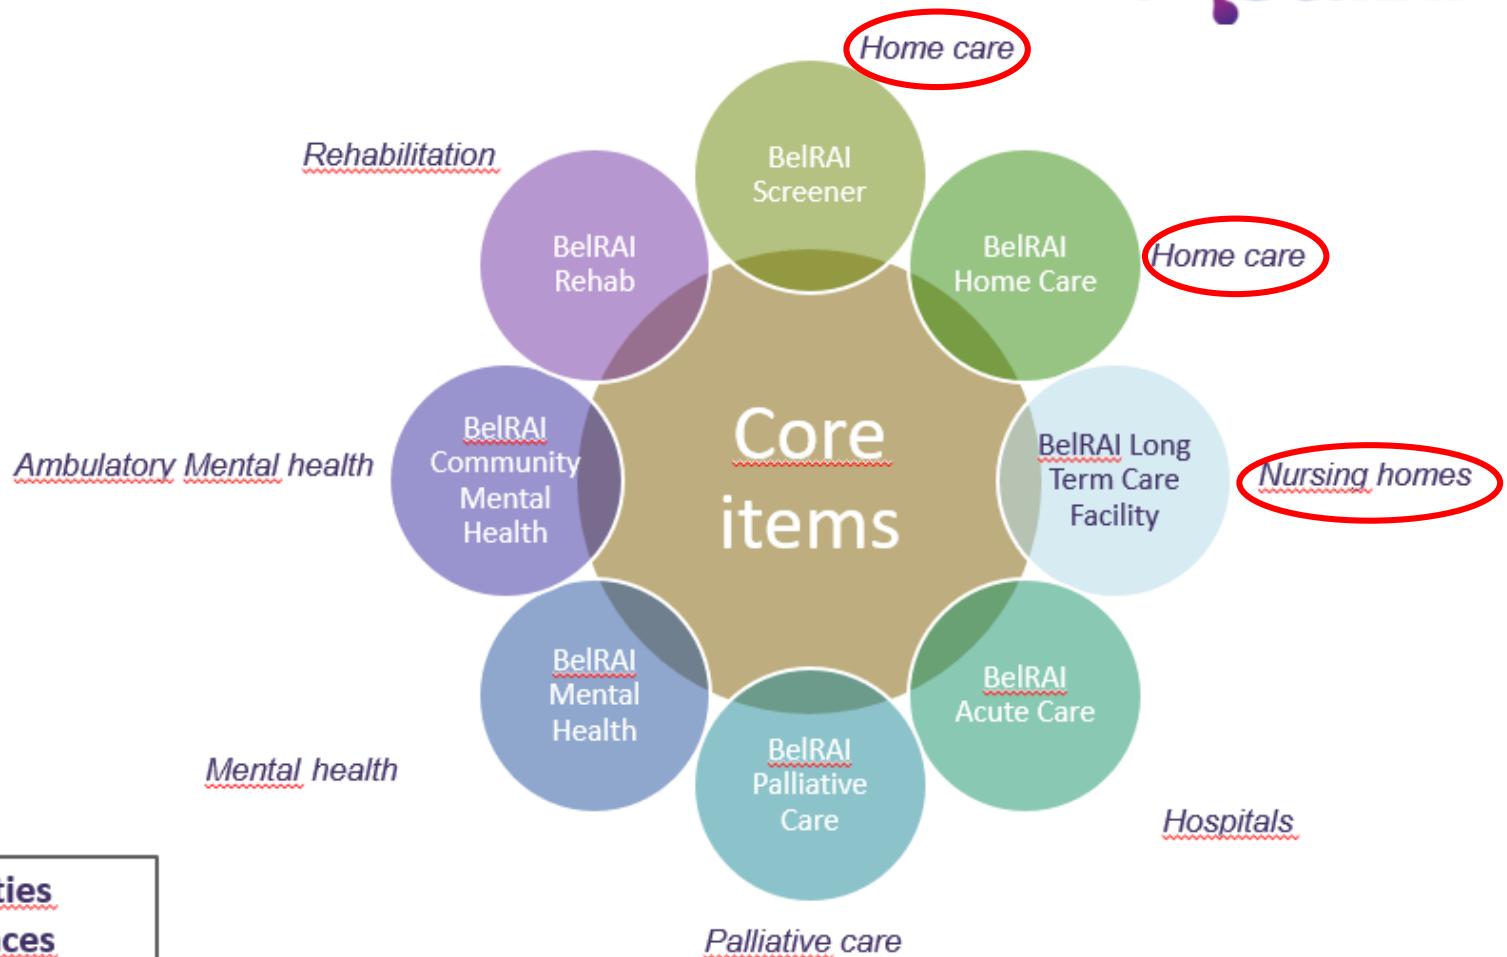 Home care
Rehabilitation
BelRAI
Screener
BelRAI
Rehab
BelRAI
Home Care
Home care
Ambulatory Mental health
BelRAI
Community
Mental
Health
Core
items
BelRAI Long
Term Care
Facility
Nursing homes
BelRAI
Mental
Health
BelRAI
Acute Care
BelRAI
Palliative
Care
Mental health
Hospitals
Palliative care